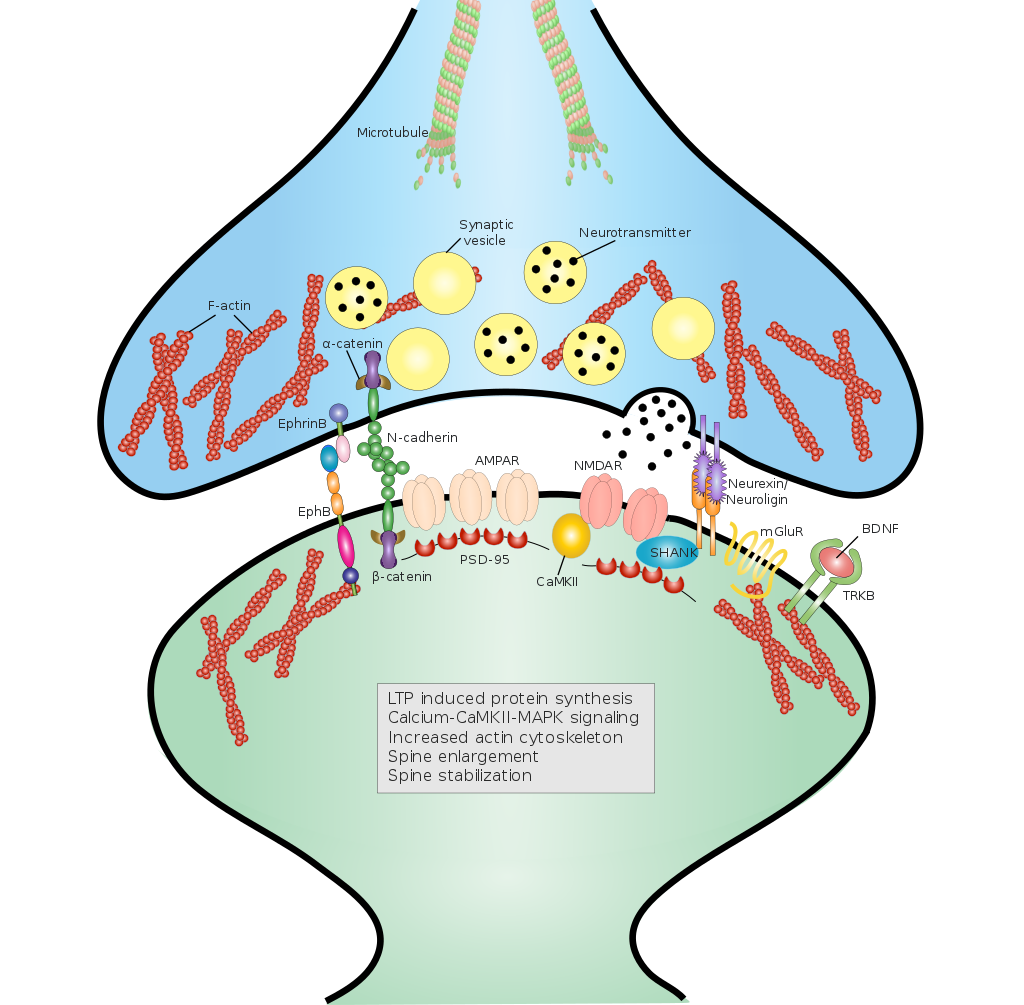 Microtubule
Synaptic
vesicle
Neurotransmitter
F-actin
α-catenin
EphrinB
N-cadherin
AMPAR
NMDAR
Neurexin/
Neuroligin
EphB
mGluR
BDNF
SHANK
PSD-95
CaMKII
β-catenin
TRKB
LTP induced protein synthesis
Calcium-CaMKII-MAPK signaling
Increased actin cytoskeleton
Spine enlargement
Spine stabilization